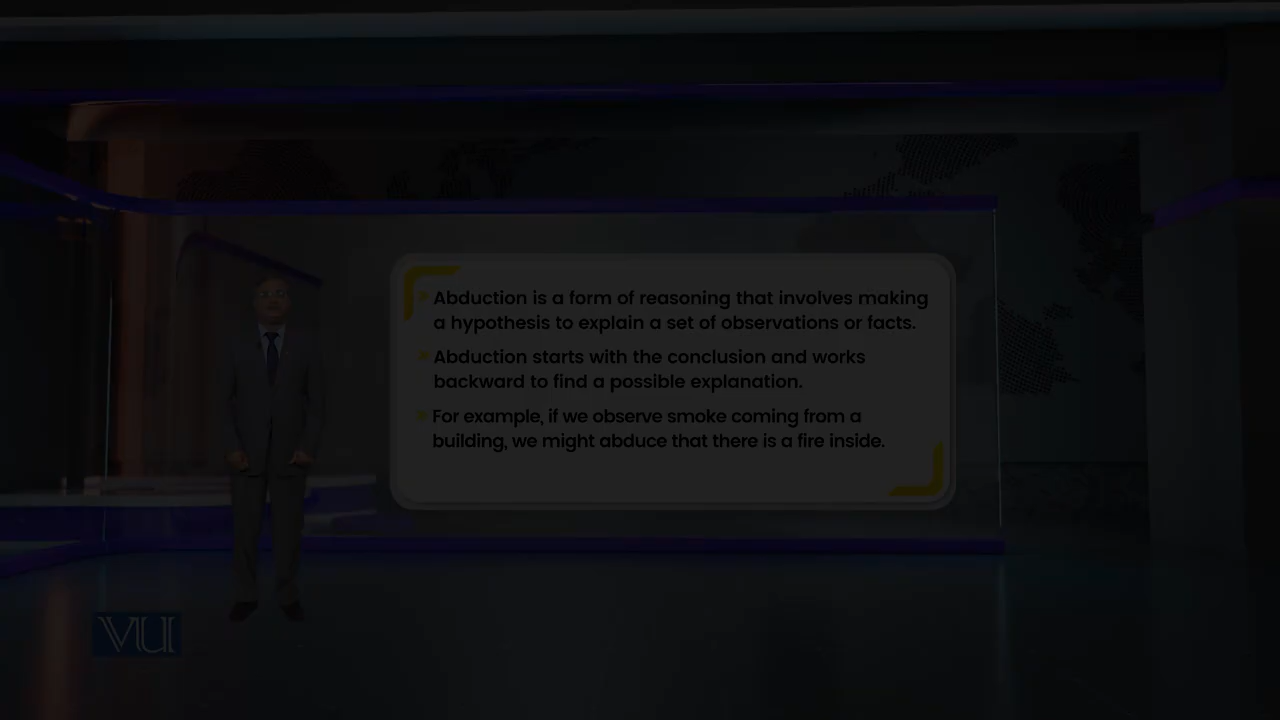 Abduction is a form of reasoning that involves making
a hypothesis to explain a set of observations or facts.
Abduction starts with the conclusion and works
backward to find a possible explanation.
For example, if we observe smoke coming from a
building, we might abduce that there is a fire inside.
VU